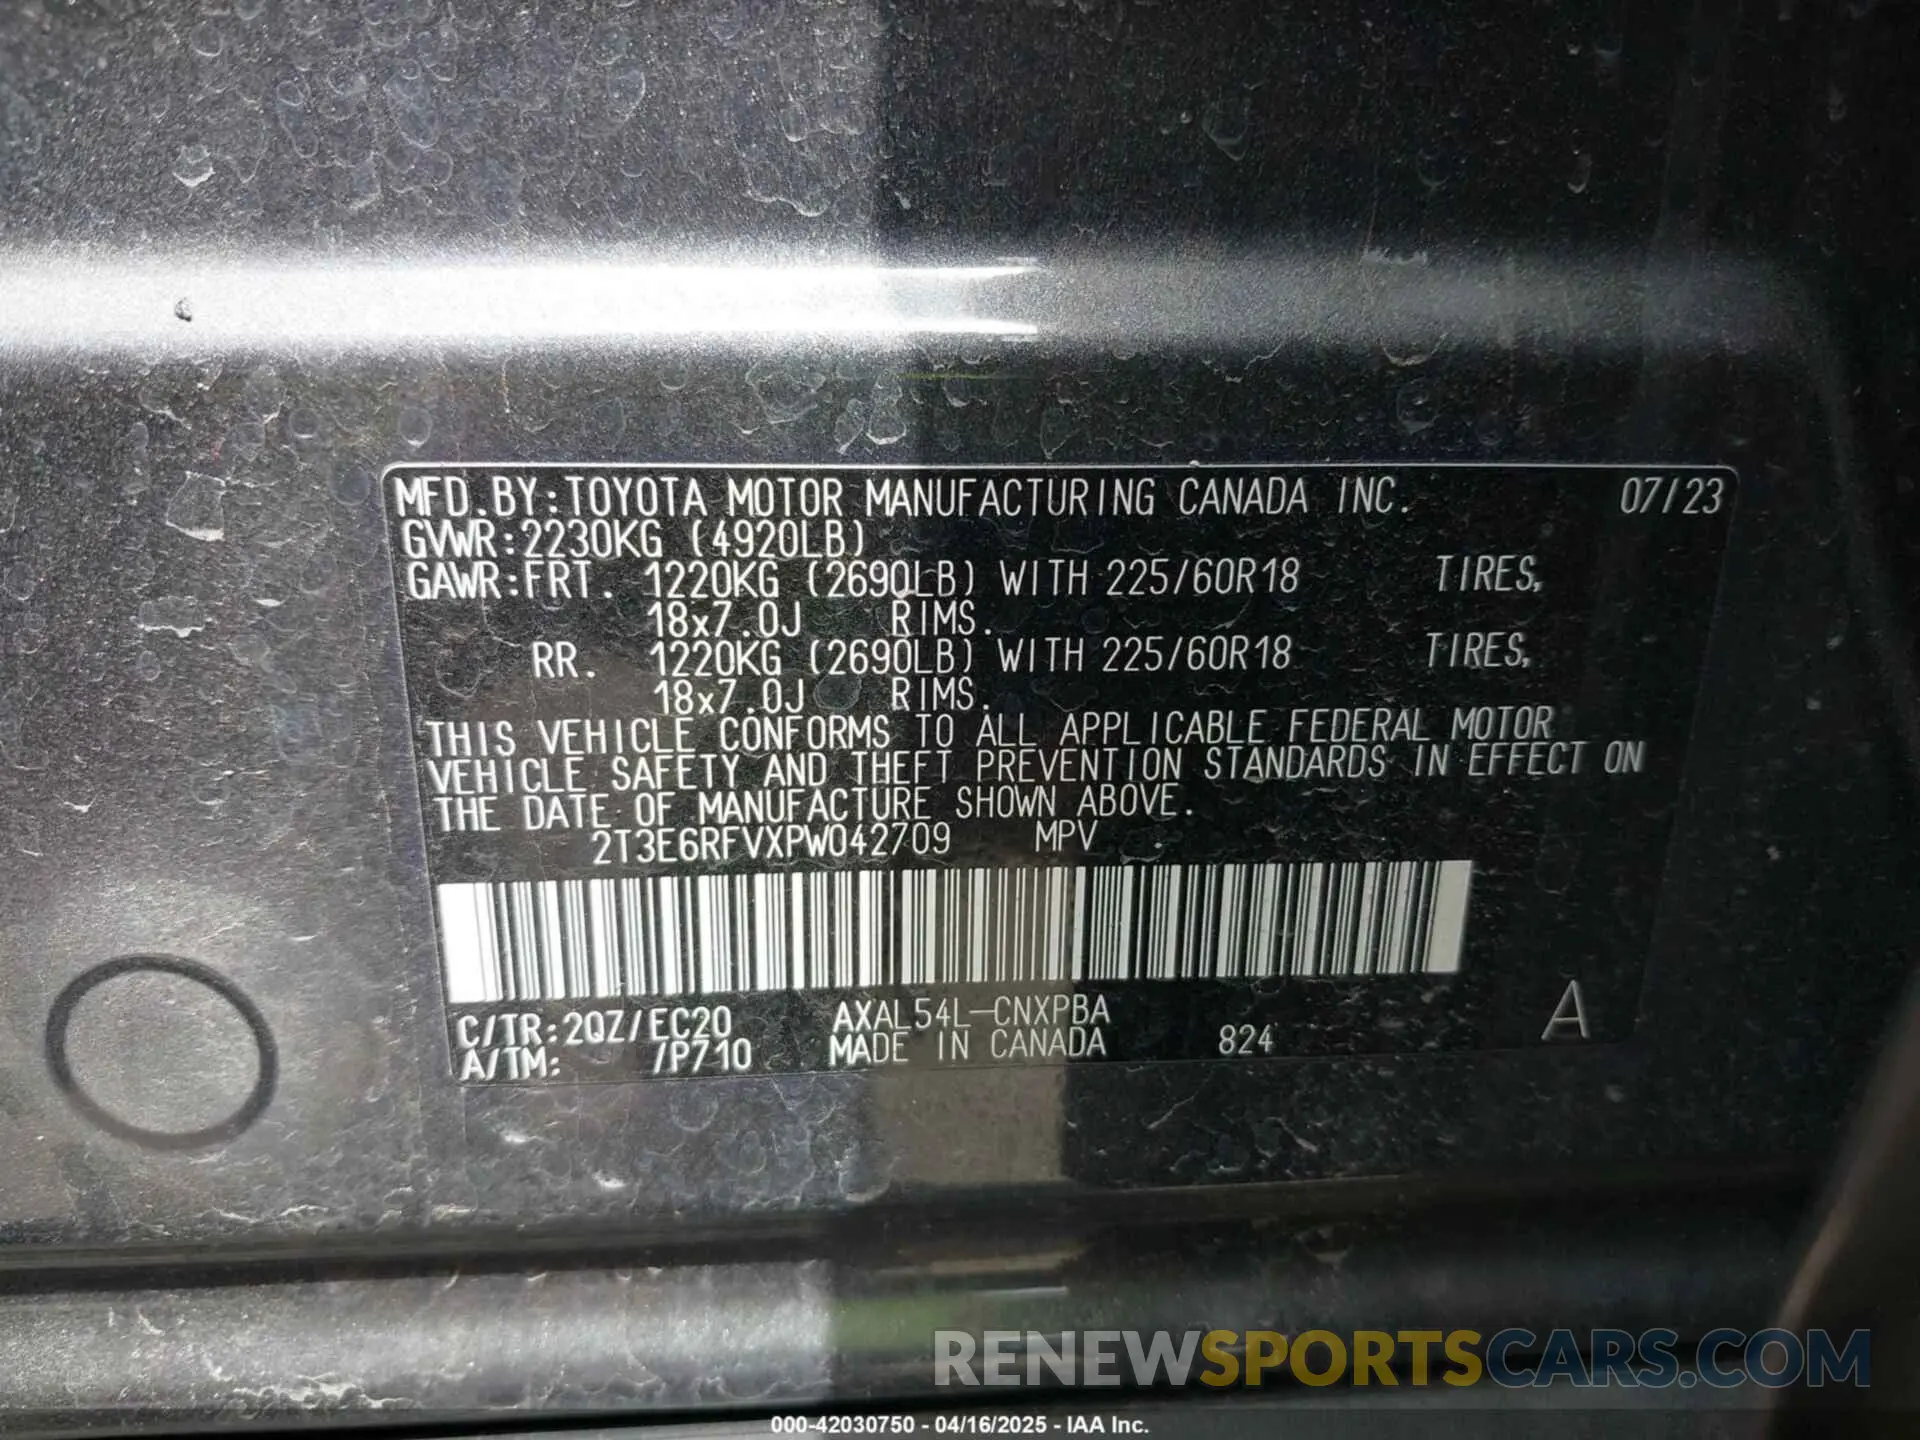 MFD.BY:TOYOTA MOTOR MANUFACTURING CANADA INC. 07/23
GVWR:2230KG (4920LB)
GAWR:FRT. 1220KG (2690LB) WITH 225/60R18 TIRES,
18x7.0J RIMS.
RR. 1220KG (2690LB) WITH 225/60R18 TIRES,
18x7.0J RIMS.
THIS VEHICLE CONFORMS TO ALL APPLICABLE FEDERAL MOTOR
VEHICLE SAFETY AND THEFT PREVENTION STANDARDS IN EFFECT ON
THE DATE OF MANUFACTURE SHOWN ABOVE.
2T3E6RFVXPW042709 MPV
C/TR:2QZ/EC20 AXAL54L-CNXPBA
A/TM: /P710 MADE IN CANADA 824 A
RENEWSPORTSCARS.COM
000-42030750 - 04/16/2025 - IAA Inc.